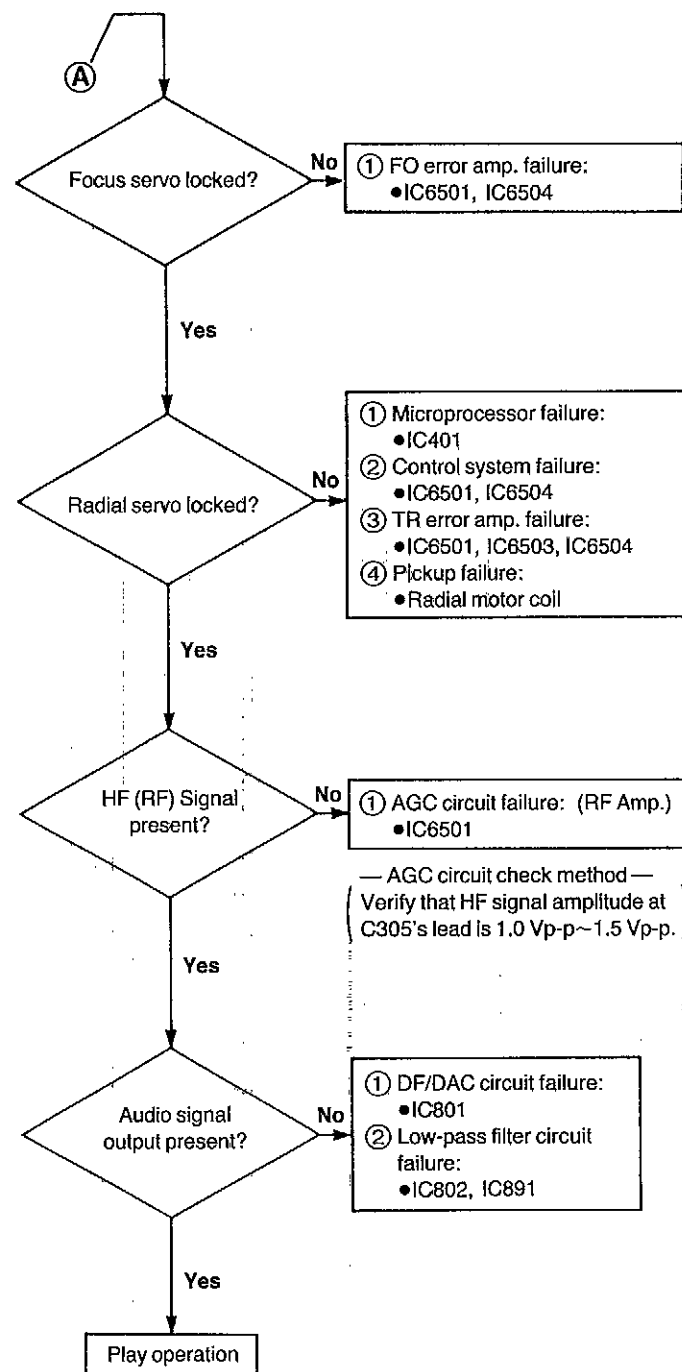 A
Focus servo locked?
No
① FO error amp. failure:
●IC6501, IC6504
Yes
Radial servo locked?
No
① Microprocessor failure:
●IC401
② Control system failure:
●IC6501, IC6504
③ TR error amp. failure:
●IC6501, IC6503, IC6504
④ Pickup failure:
●Radial motor coil
Yes
HF (RF) Signal
present?
No
① AGC circuit failure: (RF Amp.)
●IC6501
— AGC circuit check method —
Verify that HF signal amplitude at
C305's lead is 1.0 Vp-p~1.5 Vp-p.
Yes
Audio signal
output present?
No
① DF/DAC circuit failure:
●IC801
② Low-pass filter circuit
failure:
●IC802, IC891
Yes
Play operation